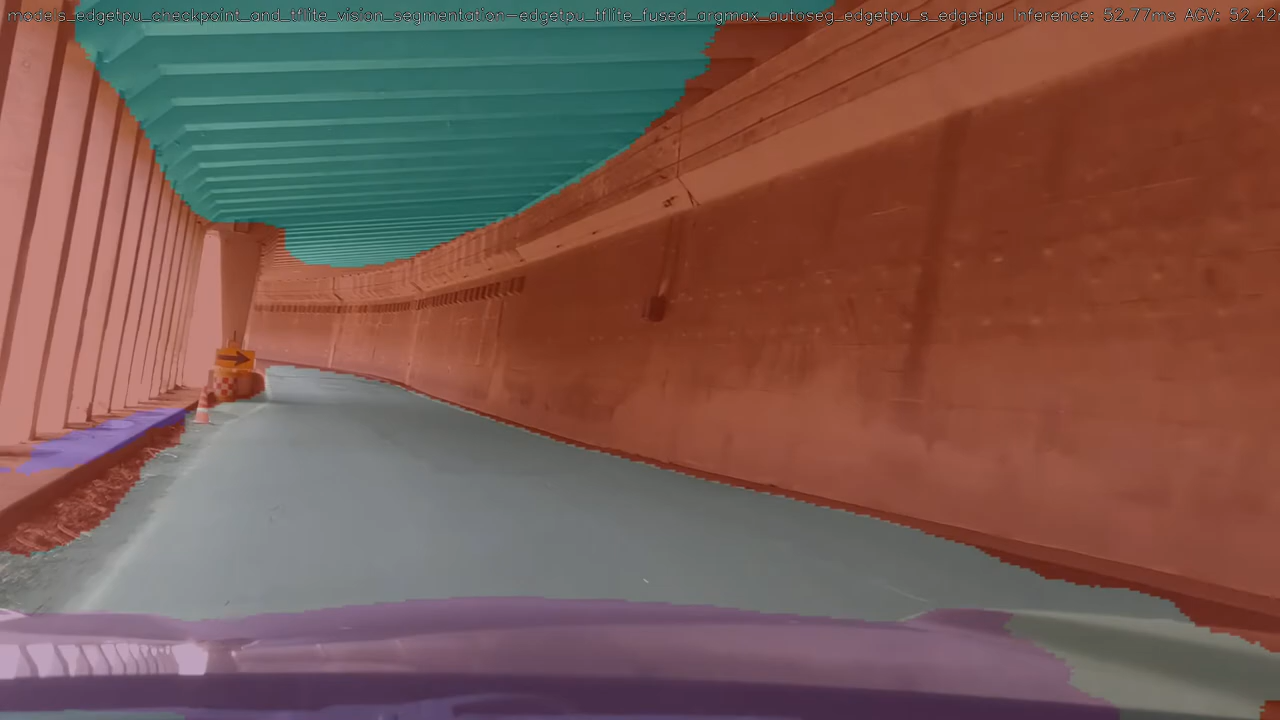 models_edgetpu_checkpoint_and_tflite_vision_segmentation-edgetpu_tflite_fused_argmax_autoseg_edgetpu_s_edgetpu Inference: 52.77ms AGV: 52.42